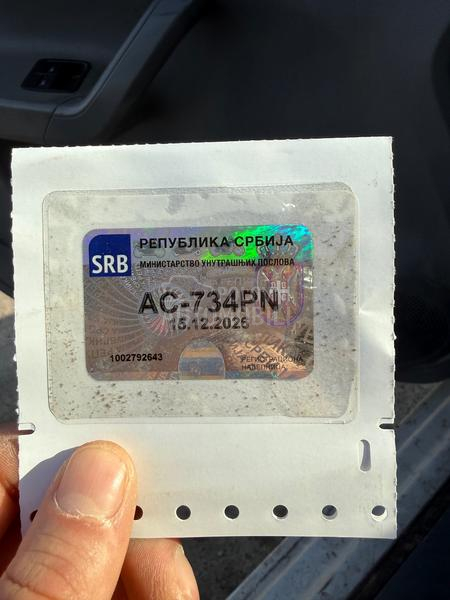 SRB
РЕПУБЛИКА СРБИЈА
МИНИСТАРСТВО УНУТРАШЊИХ ПОСЛОВА
AC-734PN
15.12.2026
1002792643
РЕГИСТРАЦИОНА
НАЛЕПНИЦА